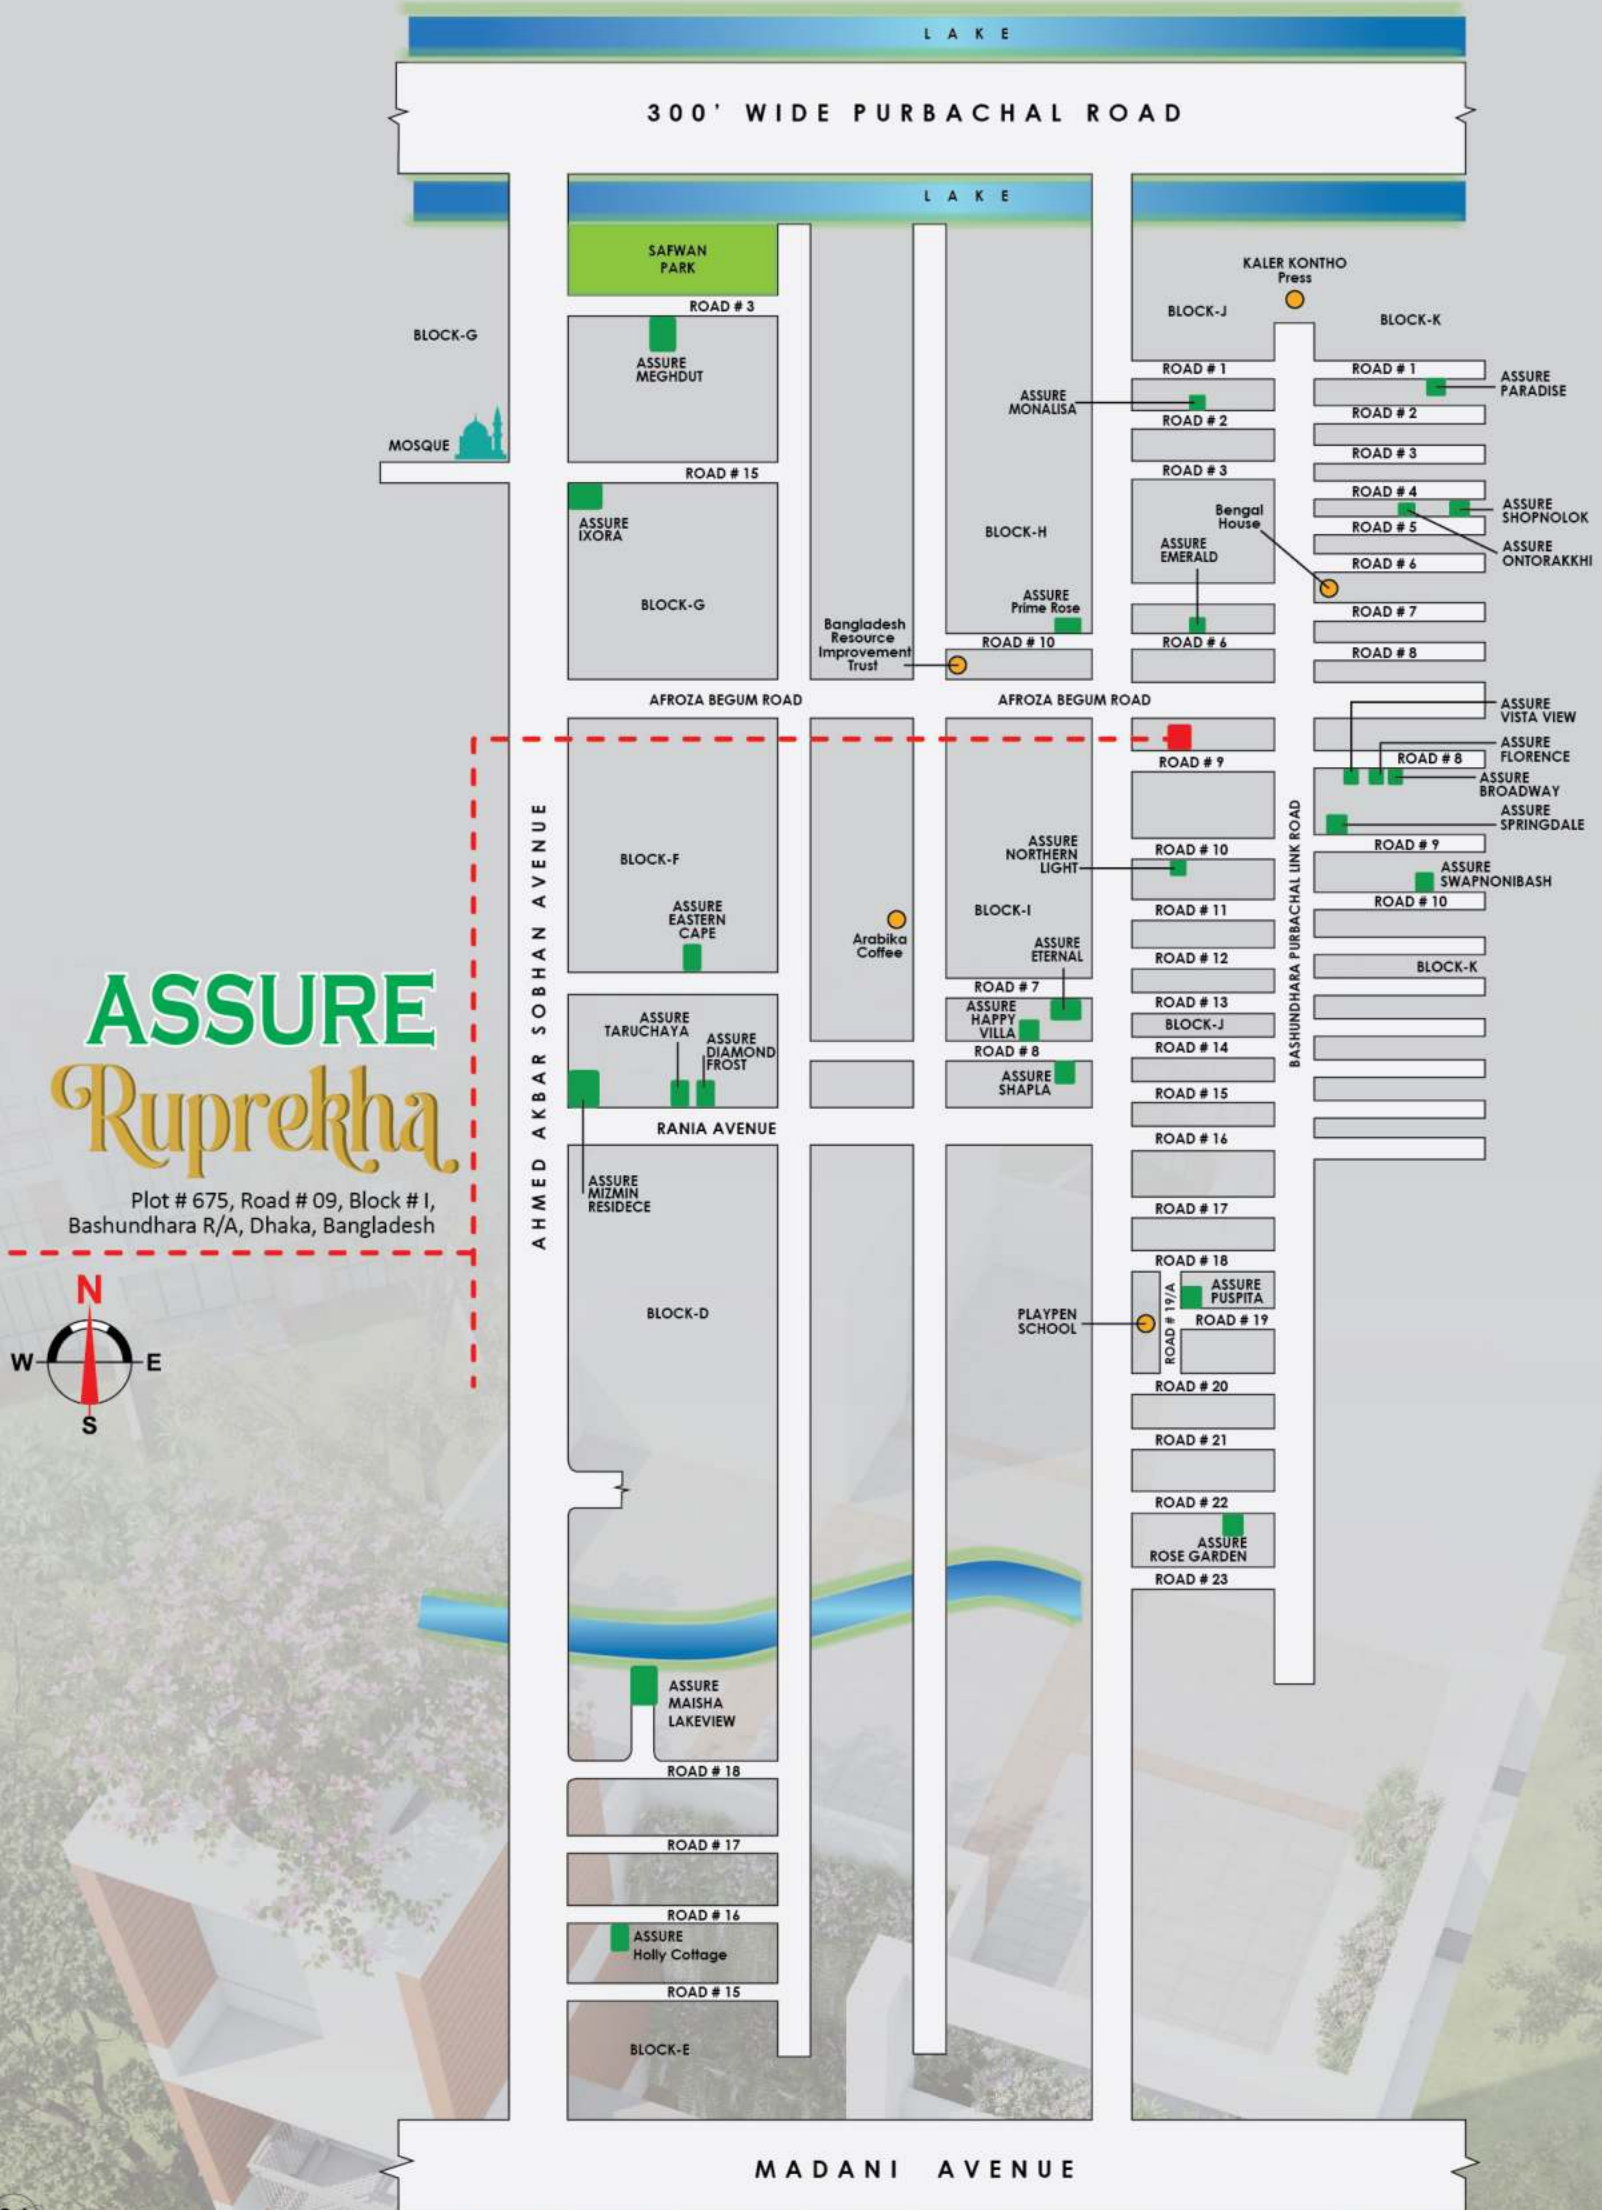 LAKE
300' WIDE PURBACHAL ROAD
LAKE
SAFWAN
PARK
ROAD # 3
BLOCK-G
ASSURE
MEGHDUT
MOSQUE
ROAD # 15
ASSURE
IXORA
BLOCK-G
Bangladesh
Resource
Improvement
Trust
BLOCK-H
ASSURE
Prime Rose
ROAD # 10
KALER KONTHO
Press
BLOCK-J
BLOCK-K
ROAD # 1
ASSURE
MONALISA
ROAD # 2
ROAD # 3
Bengal
House
ASSURE
EMERALD
ROAD # 6
ROAD # 1
ASSURE
PARADISE
ROAD # 2
ROAD # 3
ROAD # 4
ASSURE
SHOPNOLOK
ROAD # 5
ASSURE
ONTORAKKHI
ROAD # 6
ROAD # 7
ROAD # 8
AFROZA BEGUM ROAD
AFROZA BEGUM ROAD
ASSURE
VISTA VIEW
ASSURE
FLORENCE
ROAD # 8
ASSURE
BROADWAY
ASSURE
SPRINGDALE
ROAD # 9
ASSURE
SWAPNONIBASH
ROAD # 10
BLOCK-K
BASHUNDHARA PURBACHAL LINK ROAD
ROAD # 9
ASSURE
NORTHERN
LIGHT
ROAD # 10
ROAD # 11
ROAD # 12
ROAD # 13
BLOCK-J
ROAD # 14
ROAD # 15
ROAD # 16
ROAD # 17
ROAD # 18
ASSURE
PUSPITA
ROAD # 19/A
ROAD # 19
PLAYPEN
SCHOOL
ROAD # 20
ROAD # 21
ROAD # 22
ASSURE
ROSE GARDEN
ROAD # 23
BLOCK-I
ASSURE
ETERNAL
ROAD # 7
ASSURE
HAPPY
VILLA
ROAD # 8
ASSURE
SHAPLA
Arabika
Coffee
BLOCK-F
ASSURE
EASTERN
CAPE
ASSURE
TARUCHAYA
ASSURE
DIAMOND
FROST
RANIA AVENUE
ASSURE
MIZMIN
RESIDECE
AHMED AKBAR SOBHAN AVENUE
ASSURE
Ruprekha
Plot # 675, Road # 09, Block # I,
Bashundhara R/A, Dhaka, Bangladesh
N
W
E
S
BLOCK-D
ASSURE
MAISHA
LAKEVIEW
ROAD # 18
ROAD # 17
ROAD # 16
ASSURE
Holly Cottage
ROAD # 15
BLOCK-E
MADANI AVENUE